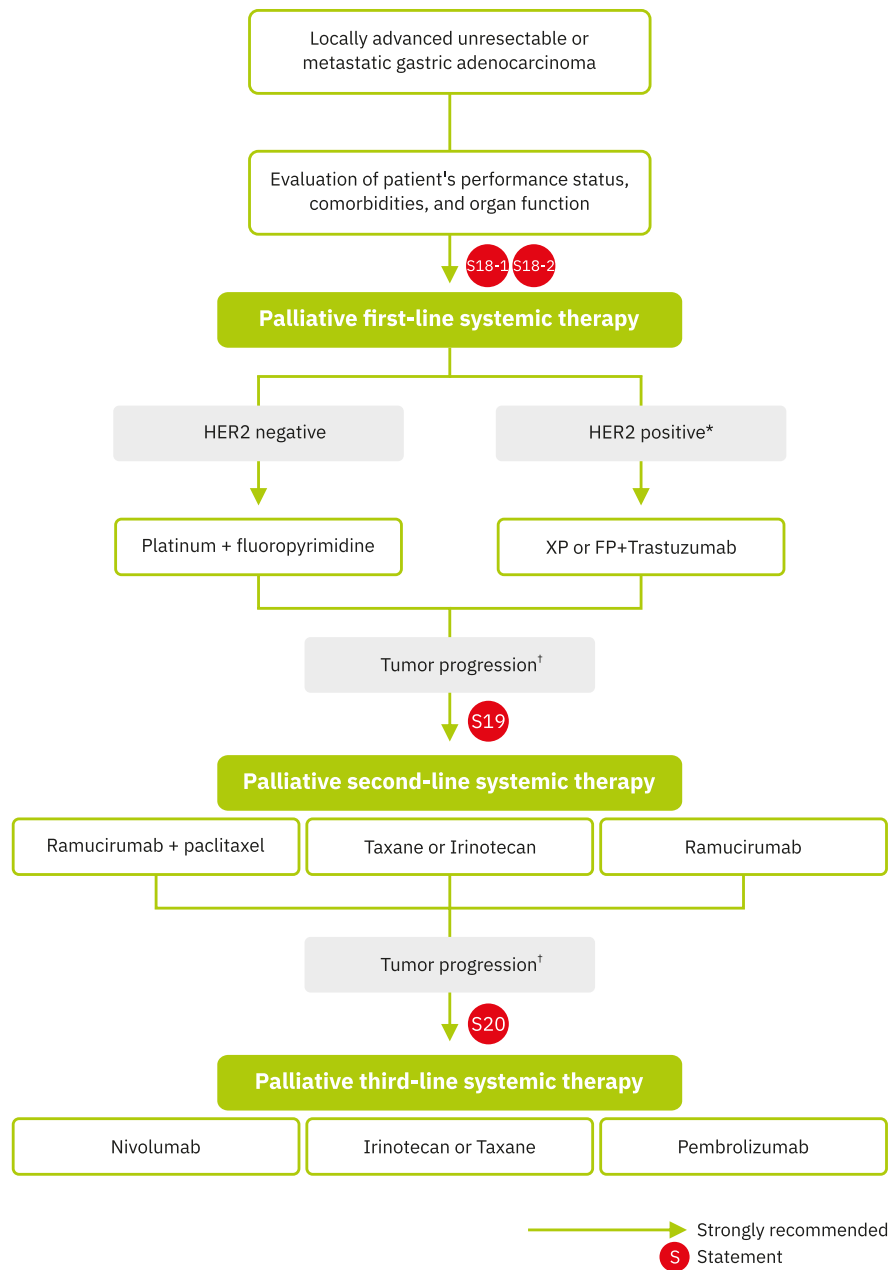 Locally advanced unresectable or
metastatic gastric adenocarcinoma
Evaluation of patient's performance status,
comorbidities, and organ function
S18-1 S18-2
Palliative first-line systemic therapy
HER2 negative
HER2 positive*
Platinum + fluoropyrimidine
XP or FP+Trastuzumab
Tumor progression†
S19
Palliative second-line systemic therapy
Ramucirumab + paclitaxel
Taxane or Irinotecan
Ramucirumab
Tumor progression†
S20
Palliative third-line systemic therapy
Nivolumab
Irinotecan or Taxane
Pembrolizumab
Strongly recommended
S Statement